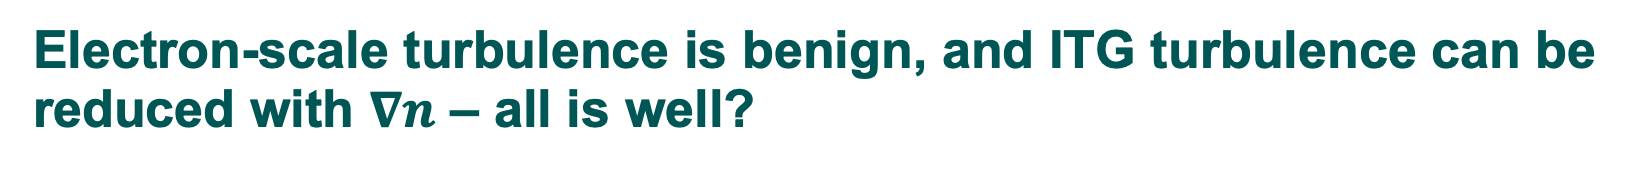 Electron-scale turbulence is benign, and ITG turbulence can be
reduced with ∇n – all is well?